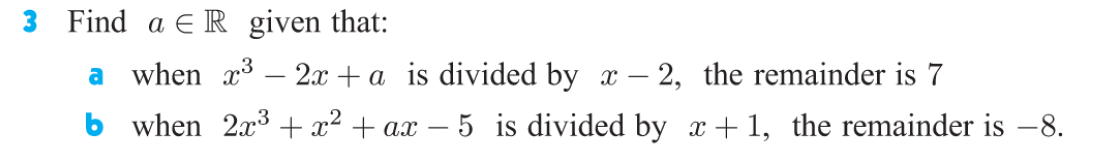 3 Find a ∈ ℝ given that:
a when x³ − 2x + a is divided by x − 2, the remainder is 7
b when 2x³ + x² + ax − 5 is divided by x + 1, the remainder is −8.